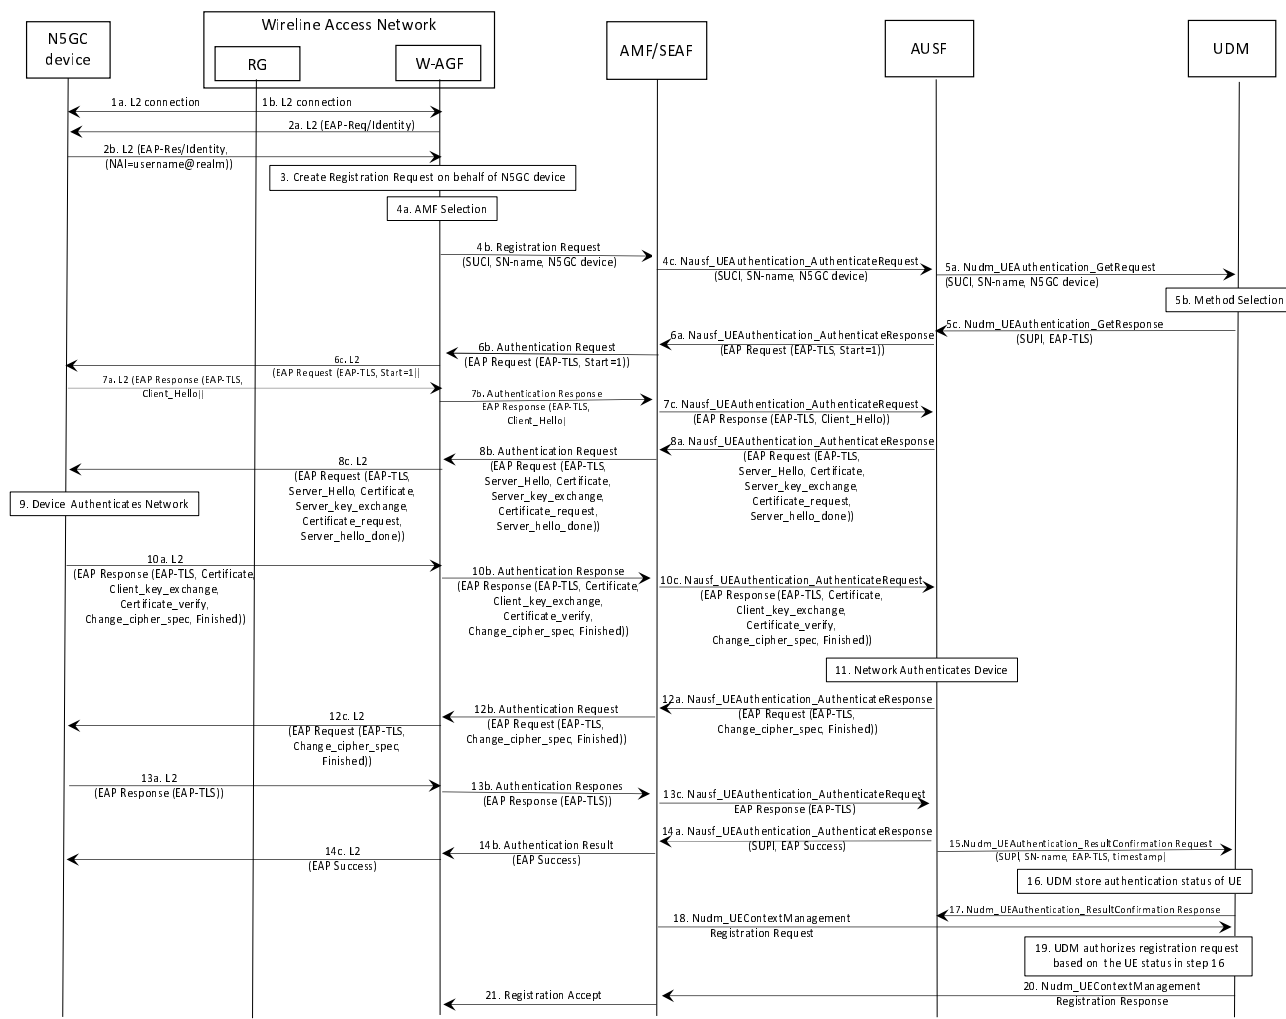 Wireline Access Network
N5GC
device
RG
W-AGF
AMF/SEAF
AUSF
UDM
1a. L2 connection
1b. L2 connection
2a. L2 (EAP-Req/Identity)
2b. L2 (EAP-Res/Identity,
(NAI=username@realm))
3. Create Registration Request on behalf of N5GC device
4a. AMF Selection
4b. Registration Request
(SUCI, SN-name, N5GC device)
4c. Nausf_UEAuthentication_AuthenticateRequest
(SUCI, SN-name, N5GC device)
5a. Nudm_UEAuthentication_GetRequest
(SUCI, SN-name, N5GC device)
5b. Method Selection
5c. Nudm_UEAuthentication_GetResponse
(SUPI, EAP-TLS)
6a. Nausf_UEAuthentication_AuthenticateResponse
(EAP Request (EAP-TLS, Start=1))
6b. Authentication Request
(EAP Request (EAP-TLS, Start=1))
6c. L2
(EAP Request (EAP-TLS, Start=1))
7a. L2 (EAP Response (EAP-TLS,
Client_Hello))
7b. Authentication Response
EAP Response (EAP-TLS,
Client_Hello)
7c. Nausf_UEAuthentication_AuthenticateRequest
(EAP Response (EAP-TLS, Client_Hello))
8a. Nausf_UEAuthentication_AuthenticateResponse
(EAP Request (EAP-TLS,
Server_Hello, Certificate,
Server_key_exchange,
Certificate_request,
Server_hello_done))
8b. Authentication Request
(EAP Request (EAP-TLS,
Server_Hello, Certificate,
Server_key_exchange,
Certificate_request,
Server_hello_done))
8c. L2
(EAP Request (EAP-TLS,
Server_Hello, Certificate,
Server_key_exchange,
Certificate_request,
Server_hello_done))
9. Device Authenticates Network
10a. L2
(EAP Response (EAP-TLS, Certificate,
Client_key_exchange,
Certificate_verify,
Change_cipher_spec, Finished))
10b. Authentication Response
(EAP Response (EAP-TLS, Certificate,
Client_key_exchange,
Certificate_verify,
Change_cipher_spec, Finished))
10c. Nausf_UEAuthentication_AuthenticateRequest
(EAP Response (EAP-TLS, Certificate,
Client_key_exchange,
Certificate_verify,
Change_cipher_spec, Finished))
11. Network Authenticates Device
12a. Nausf_UEAuthentication_AuthenticateResponse
(EAP Request (EAP-TLS,
Change_cipher_spec, Finished))
12b. Authentication Request
(EAP Request (EAP-TLS,
Change_cipher_spec, Finished))
12c. L2
(EAP Request (EAP-TLS,
Change_cipher_spec,
Finished))
13a. L2
(EAP Response (EAP-TLS))
13b. Authentication Respones
(EAP Response (EAP-TLS))
13c. Nausf_UEAuthentication_AuthenticateRequest
EAP Response (EAP-TLS)
14a. Nausf_UEAuthentication_AuthenticateResponse
(SUPI, EAP Success)
14b. Authentication Result
(EAP Success)
14c. L2
(EAP Success)
15.Nudm_UEAuthentication_ResultConfirmation Request
(SUPI, SN-name, EAP-TLS, timestamp)
16. UDM store authentication status of UE
17. Nudm_UEAuthentication_ResultConfirmation Response
18. Nudm_UEContextManagement
Registration Request
19. UDM authorizes registration request
based on the UE status in step 16
20. Nudm_UEContextManagement
Registration Response
21. Registration Accept